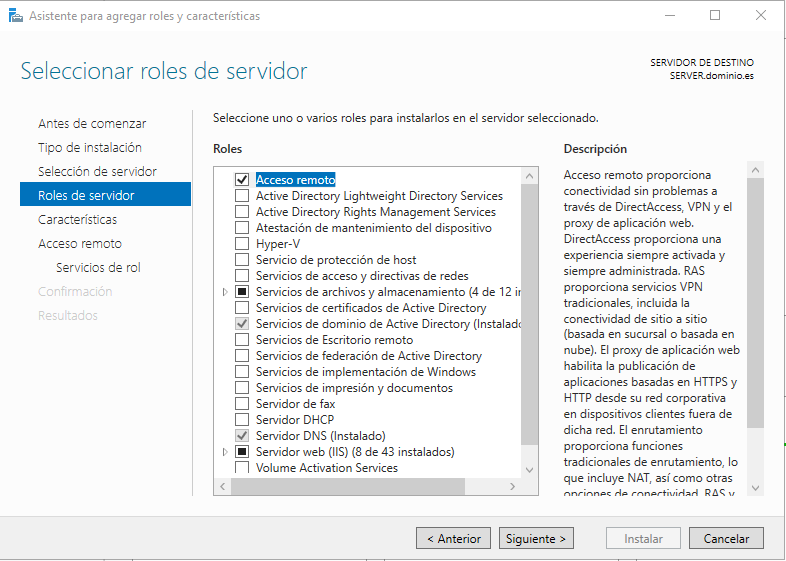 Asistente para agregar roles y características
Seleccionar roles de servidor
SERVIDOR DE DESTINO
SERVER.dominio.es
Antes de comenzar
Tipo de instalación
Selección de servidor
Roles de servidor
Características
Acceso remoto
Servicios de rol
Confirmación
Resultados
Seleccione uno o varios roles para instalarlos en el servidor seleccionado.
Roles
Acceso remoto
Active Directory Lightweight Directory Services
Active Directory Rights Management Services
Atestación de mantenimiento del dispositivo
Hyper-V
Servicio de protección de host
Servicios de acceso y directivas de redes
Servicios de archivos y almacenamiento (4 de 12 in
Servicios de certificados de Active Directory
Servicios de dominio de Active Directory (Instalado
Servicios de Escritorio remoto
Servicios de federación de Active Directory
Servicios de implementación de Windows
Servicios de impresión y documentos
Servidor de fax
Servidor DHCP
Servidor DNS (Instalado)
Servidor web (IIS) (8 de 43 instalados)
Volume Activation Services
Descripción
Acceso remoto proporciona
conectividad sin problemas a
través de DirectAccess, VPN y el
proxy de aplicación web.
DirectAccess proporciona una
experiencia siempre activada y
siempre administrada. RAS
proporciona servicios VPN
tradicionales, incluida la
conectividad de sitio a sitio
(basada en sucursal o basada en
nube). El proxy de aplicación web
habilita la publicación de
aplicaciones basadas en HTTPS y
HTTP desde su red corporativa
en dispositivos clientes fuera de
dicha red. El enrutamiento
proporciona funciones
tradicionales de enrutamiento, lo
que incluye NAT, así como otras
opciones de conectividad. RAS y
< Anterior
Siguiente >
Instalar
Cancelar